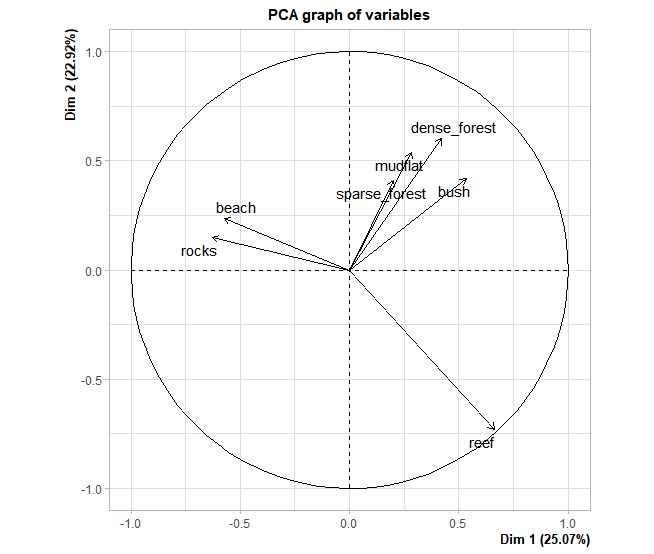 PCA graph of variables
Dim 2 (22.92%)
1.0
0.5
0.0
-0.5
-1.0
dense_forest
mudflat
sparse_forest
bush
beach
rocks
reef
-1.0
-0.5
0.0
0.5
1.0
Dim 1 (25.07%)